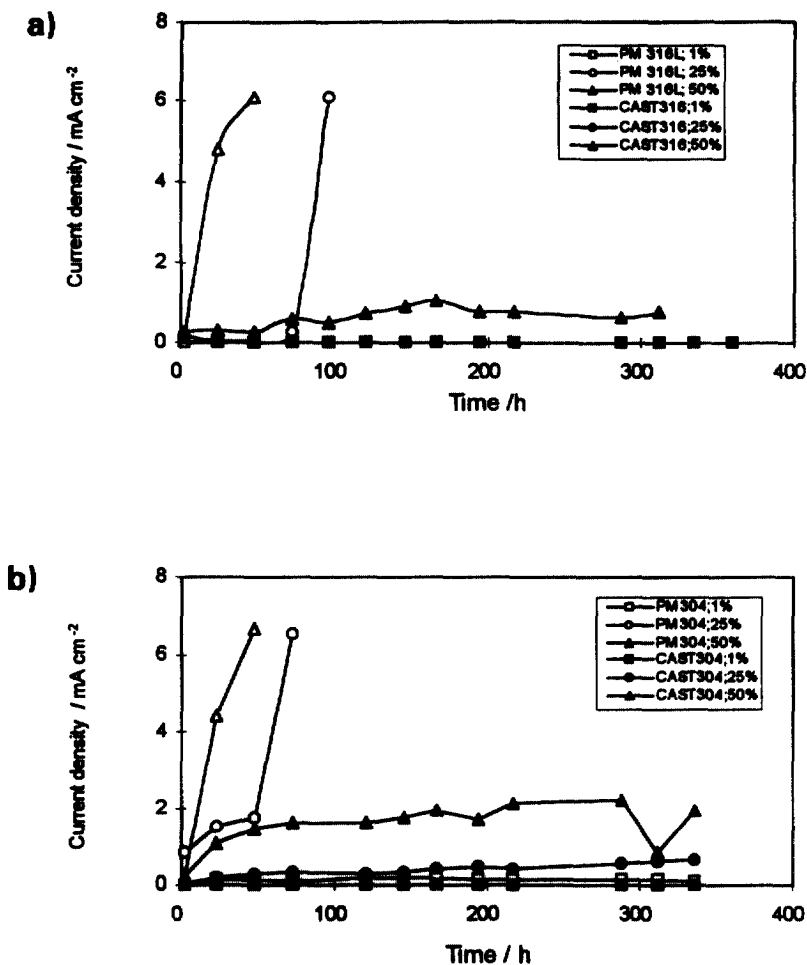 a)
8
6
4
2
0
Current density / mA cm-2
PM 316L; 1%
PM 316L; 25%
PM 316L; 50%
CAST316;1%
CAST316;25%
CAST316;50%
0
100
200
300
400
Time /h
b)
8
6
4
2
0
Current density / mA cm-2
PM304;1%
PM304;25%
PM304;50%
CAST304;1%
CAST304;25%
CAST304;50%
0
100
200
300
400
Time / h